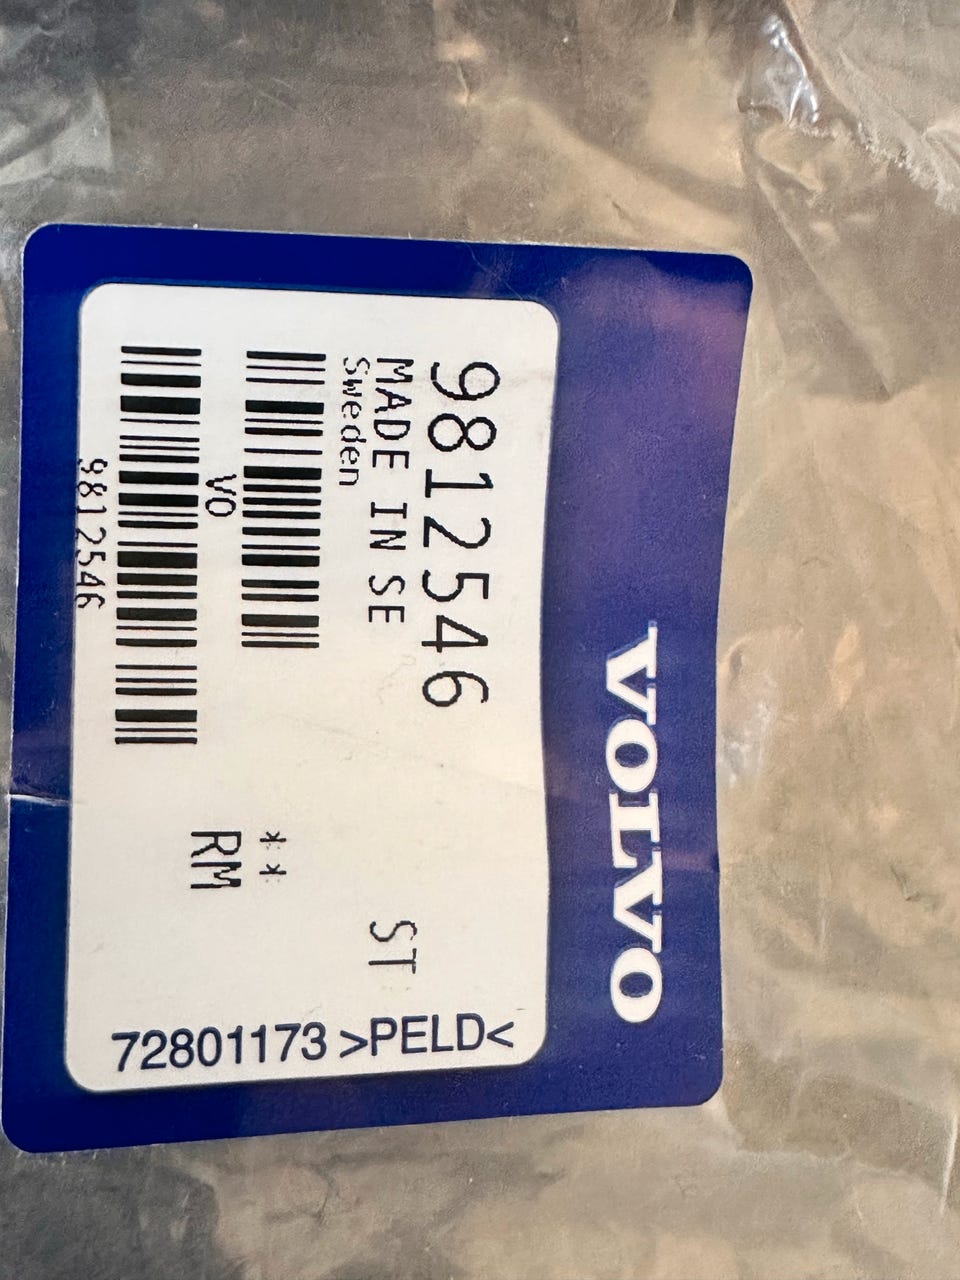 VOLVO
9812546
MADE IN SE ST
Sweden
** 
VO RM
9812546
72801173 >PELD<